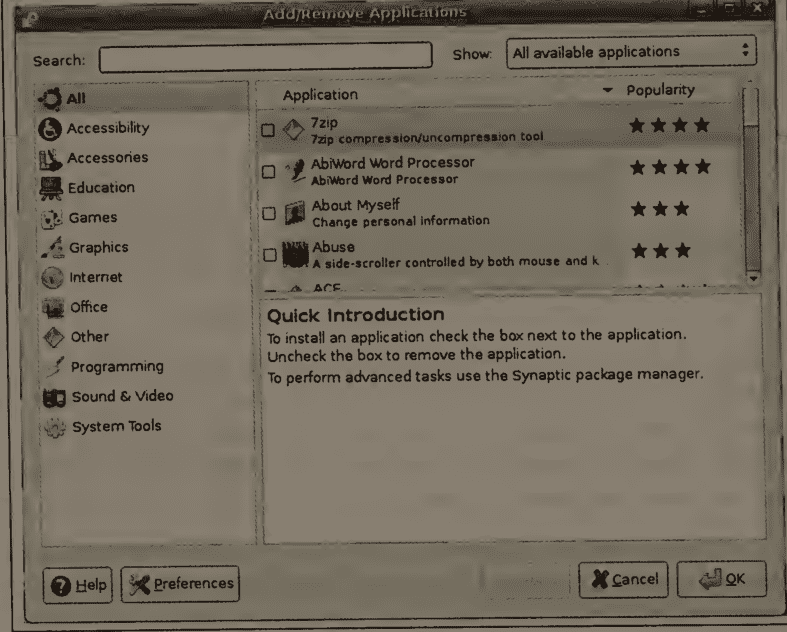 Add/Remove Applications
Search:
Show: All available applications
All
Accessibility
Accessories
Education
Games
Graphics
Internet
Office
Other
Programming
Sound & Video
System Tools
Application Popularity
7zip
7zip compression/uncompression tool
AbiWord Word Processor
AbiWord Word Processor
About Myself
Change personal information
Abuse
A side-scroller controlled by both mouse and k
ACE
Quick Introduction
To install an application check the box next to the application.
Uncheck the box to remove the application.
To perform advanced tasks use the Synaptic package manager.
Help Preferences Cancel OK